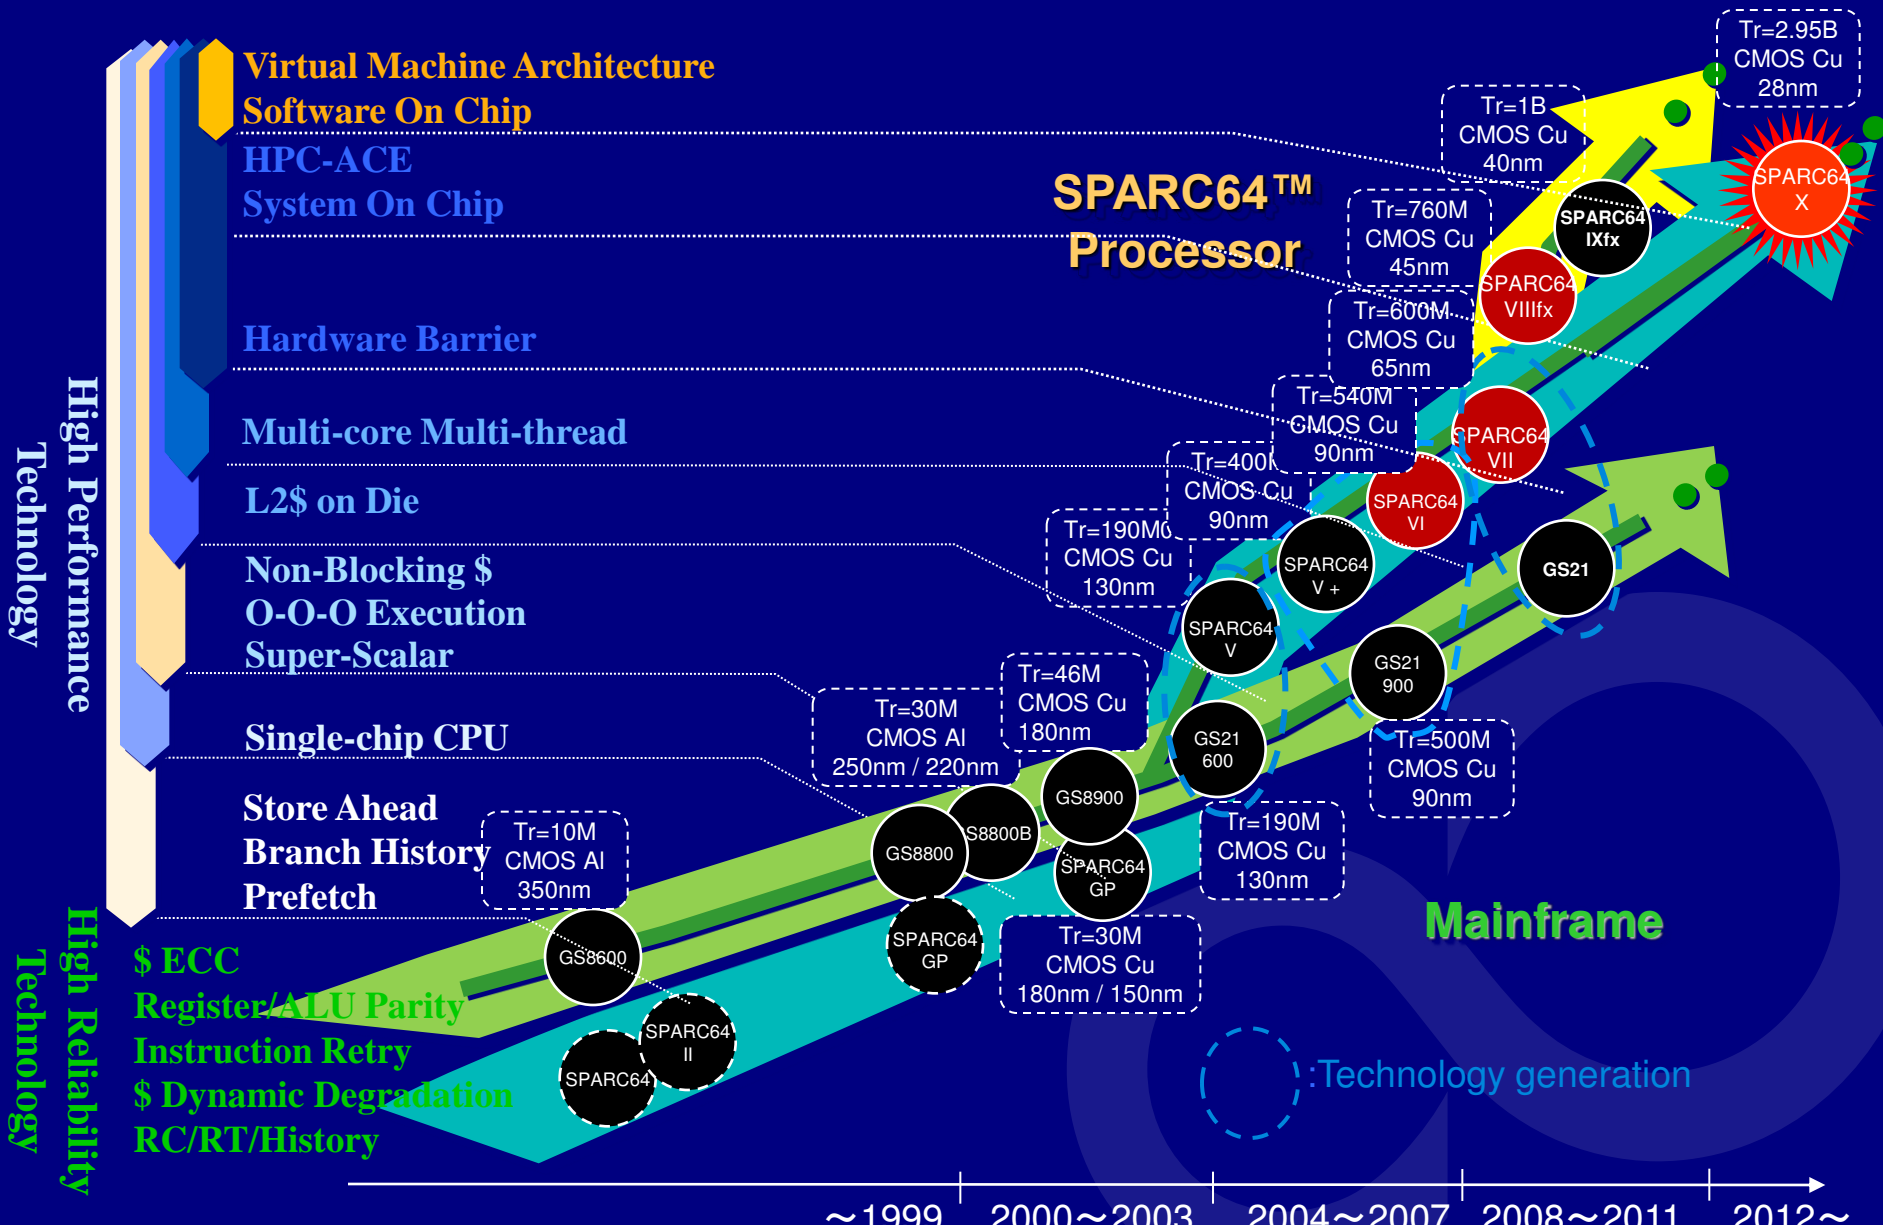 Virtual Machine Architecture
Software On Chip
HPC-ACE
System On Chip
Hardware Barrier
Multi-core Multi-thread
L2$ on Die
Non-Blocking $
O-O-O Execution
Super-Scalar
Single-chip CPU
Store Ahead
Branch History
Prefetch
High Performance
Technology
$ ECC
Register/ALU Parity
Instruction Retry
$ Dynamic Degradation
RC/RT/History
High Reliability
Technology
SPARC64™
Processor
Mainframe
Tr=2.95B
CMOS Cu
28nm
Tr=1B
CMOS Cu
40nm
Tr=760M
CMOS Cu
45nm
Tr=600M
CMOS Cu
65nm
Tr=540M
CMOS Cu
90nm
Tr=400
CMOS Cu
90nm
Tr=190M
CMOS Cu
130nm
Tr=46M
CMOS Cu
180nm
Tr=30M
CMOS Al
250nm / 220nm
Tr=10M
CMOS Al
350nm
Tr=500M
CMOS Cu
90nm
Tr=190M
CMOS Cu
130nm
Tr=30M
CMOS Cu
180nm / 150nm
SPARC64
X
SPARC64
IXfx
SPARC64
VIIIfx
SPARC64
VII
SPARC64
VI
SPARC64
V +
SPARC64
V
GS21
GS21
900
GS21
600
GS8900
S8800B
GS8800
SPARC64
GP
SPARC64
GP
GS8600
SPARC64
II
SPARC64
:Technology generation
～1999
2000～2003
2004～2007
2008～2011
2012～